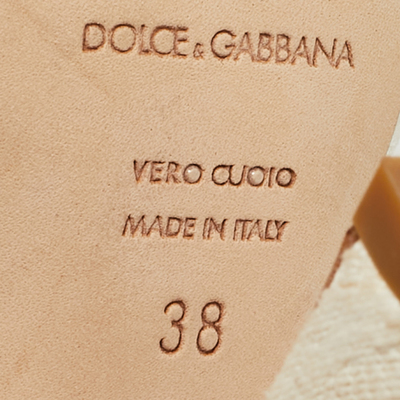 DOLCE & GABBANA
VERO CUOIO
MADE IN ITALY
38